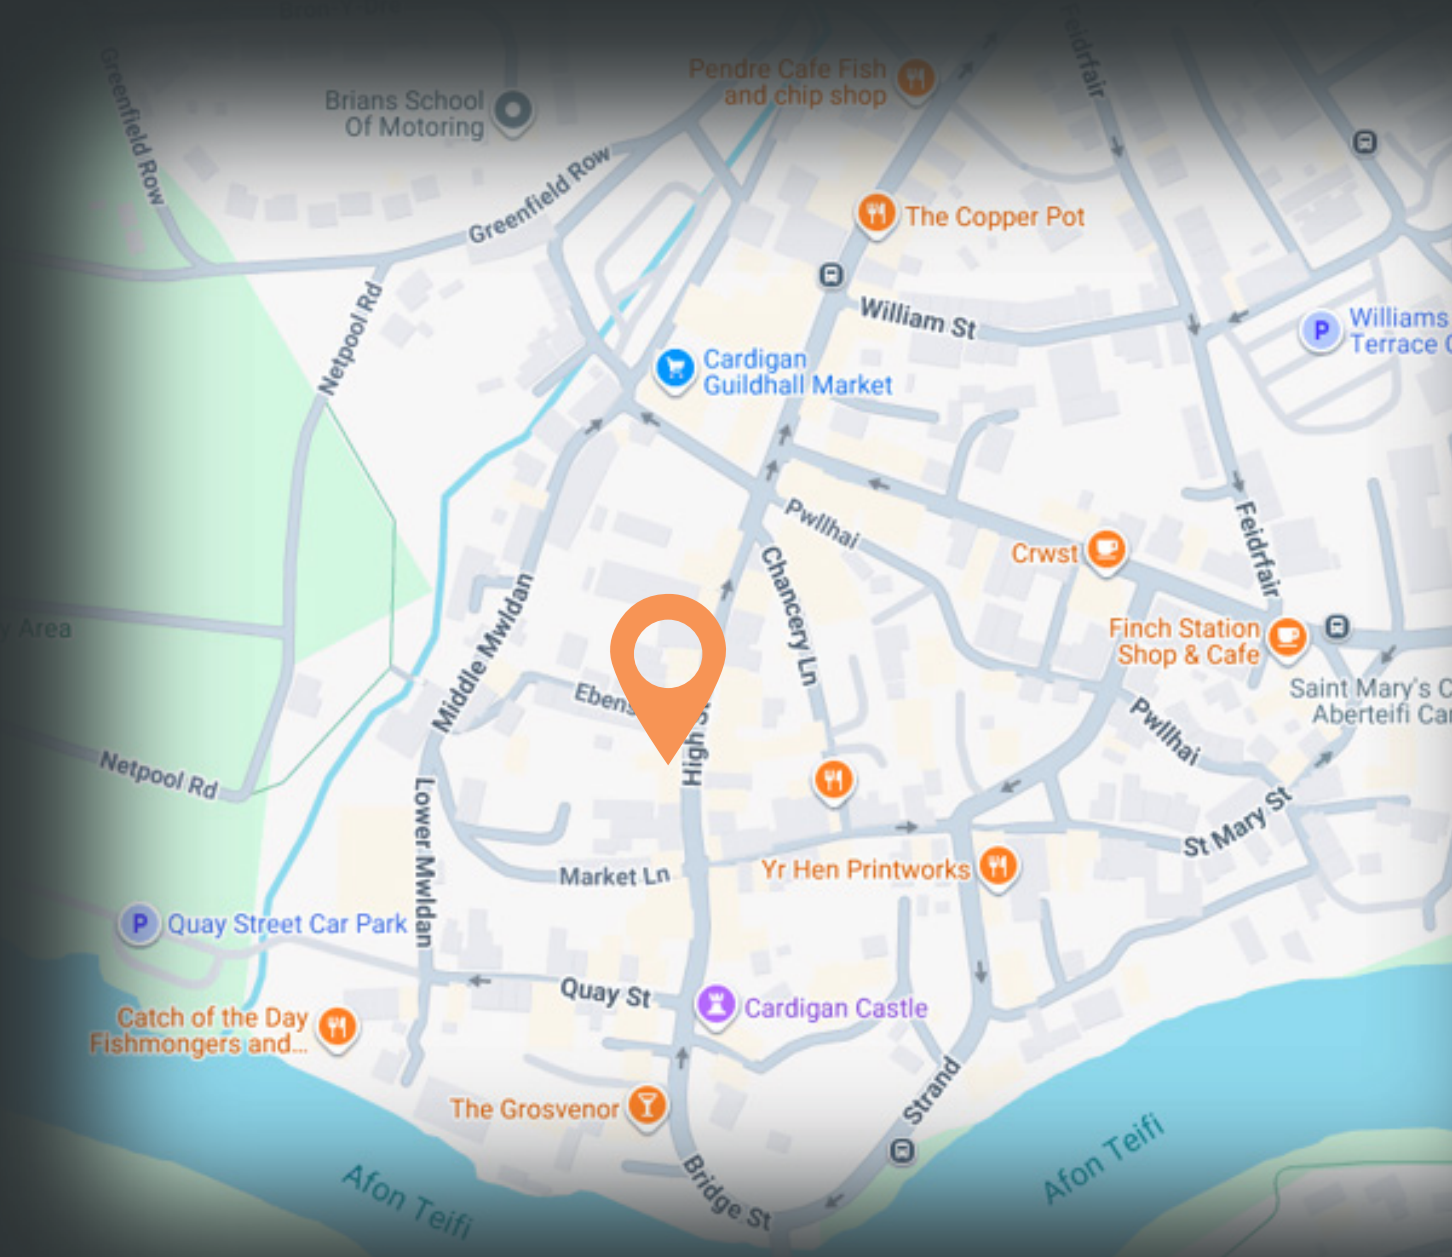 Greenfield Row
Brians School
Of Motoring
Pendre Cafe Fish
and chip shop
Feidrfair
Greenfield Row
The Copper Pot
Netpool Rd
William St
Williams
Terrace
Cardigan
Guildhall Market
Pwllhai
Feidrfair
Crwst
Chancery Ln
Middle Mwldan
y Area
Finch Station
Shop & Cafe
Saint Mary's C
Aberteifi Car
Ebens
High St
Pwllhai
Netpool Rd
Lower Mwldan
St Mary St
Market Ln
Yr Hen Printworks
P Quay Street Car Park
P
Quay St
Cardigan Castle
Catch of the Day
Fishmongers and...
The Grosvenor
Strand
Afon Teifi
Afon Teifi
Bridge St